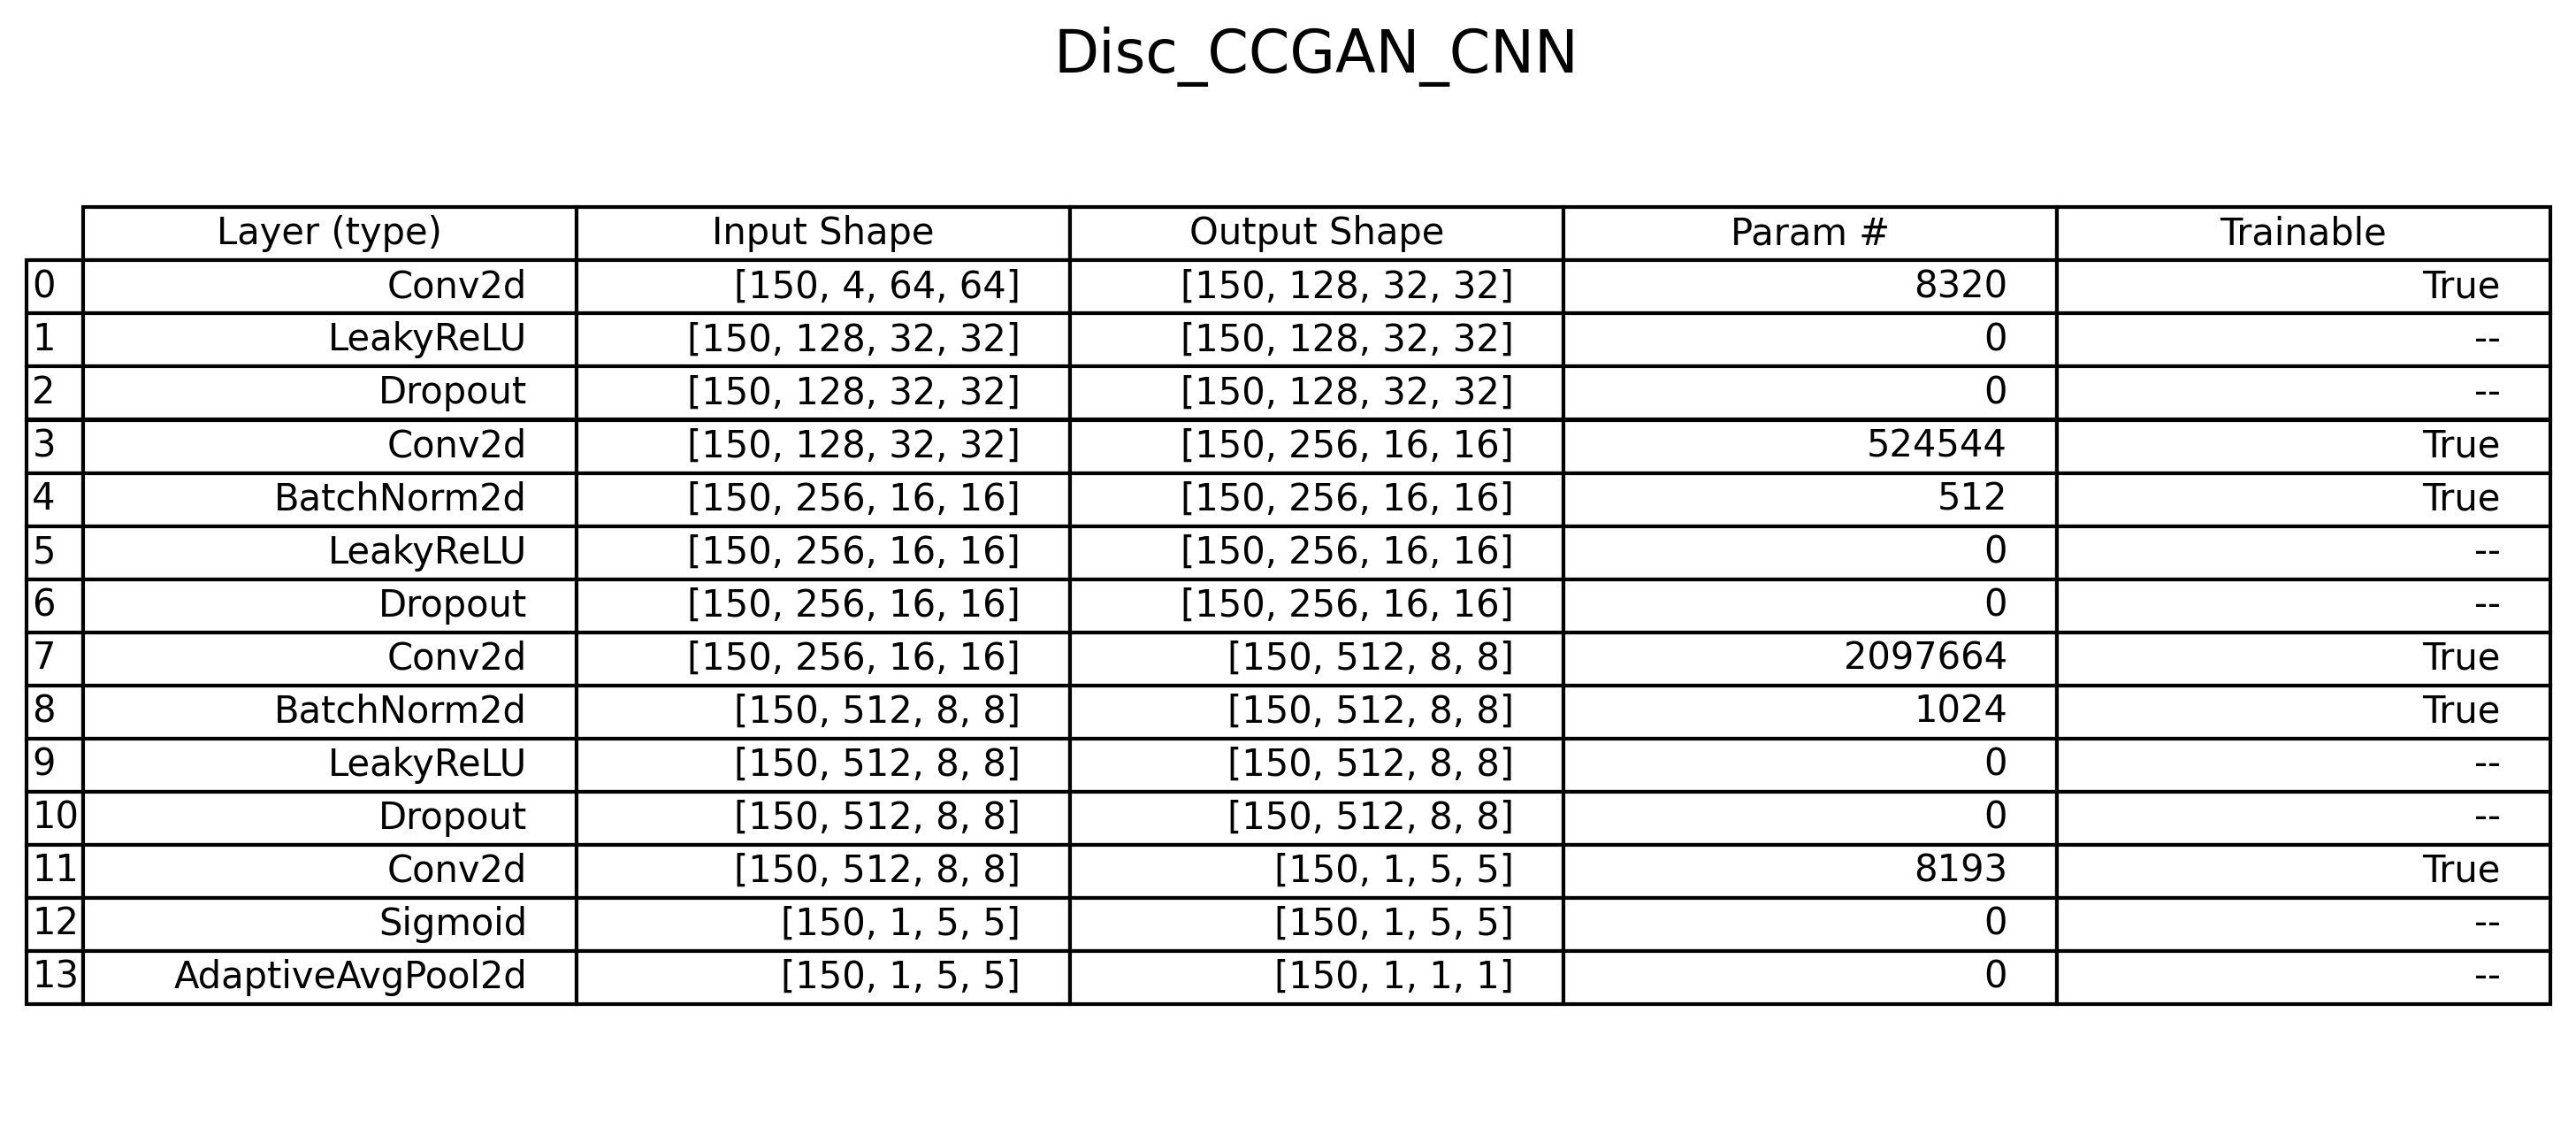 Disc_CCGAN_CNN
Layer (type) Input Shape Output Shape Param # Trainable
0 Conv2d [150, 4, 64, 64] [150, 128, 32, 32] 8320 True
1 LeakyReLU [150, 128, 32, 32] [150, 128, 32, 32] 0 --
2 Dropout [150, 128, 32, 32] [150, 128, 32, 32] 0 --
3 Conv2d [150, 128, 32, 32] [150, 256, 16, 16] 524544 True
4 BatchNorm2d [150, 256, 16, 16] [150, 256, 16, 16] 512 True
5 LeakyReLU [150, 256, 16, 16] [150, 256, 16, 16] 0 --
6 Dropout [150, 256, 16, 16] [150, 256, 16, 16] 0 --
7 Conv2d [150, 256, 16, 16] [150, 512, 8, 8] 2097664 True
8 BatchNorm2d [150, 512, 8, 8] [150, 512, 8, 8] 1024 True
9 LeakyReLU [150, 512, 8, 8] [150, 512, 8, 8] 0 --
10 Dropout [150, 512, 8, 8] [150, 512, 8, 8] 0 --
11 Conv2d [150, 512, 8, 8] [150, 1, 5, 5] 8193 True
12 Sigmoid [150, 1, 5, 5] [150, 1, 5, 5] 0 --
13 AdaptiveAvgPool2d [150, 1, 5, 5] [150, 1, 1, 1] 0 --